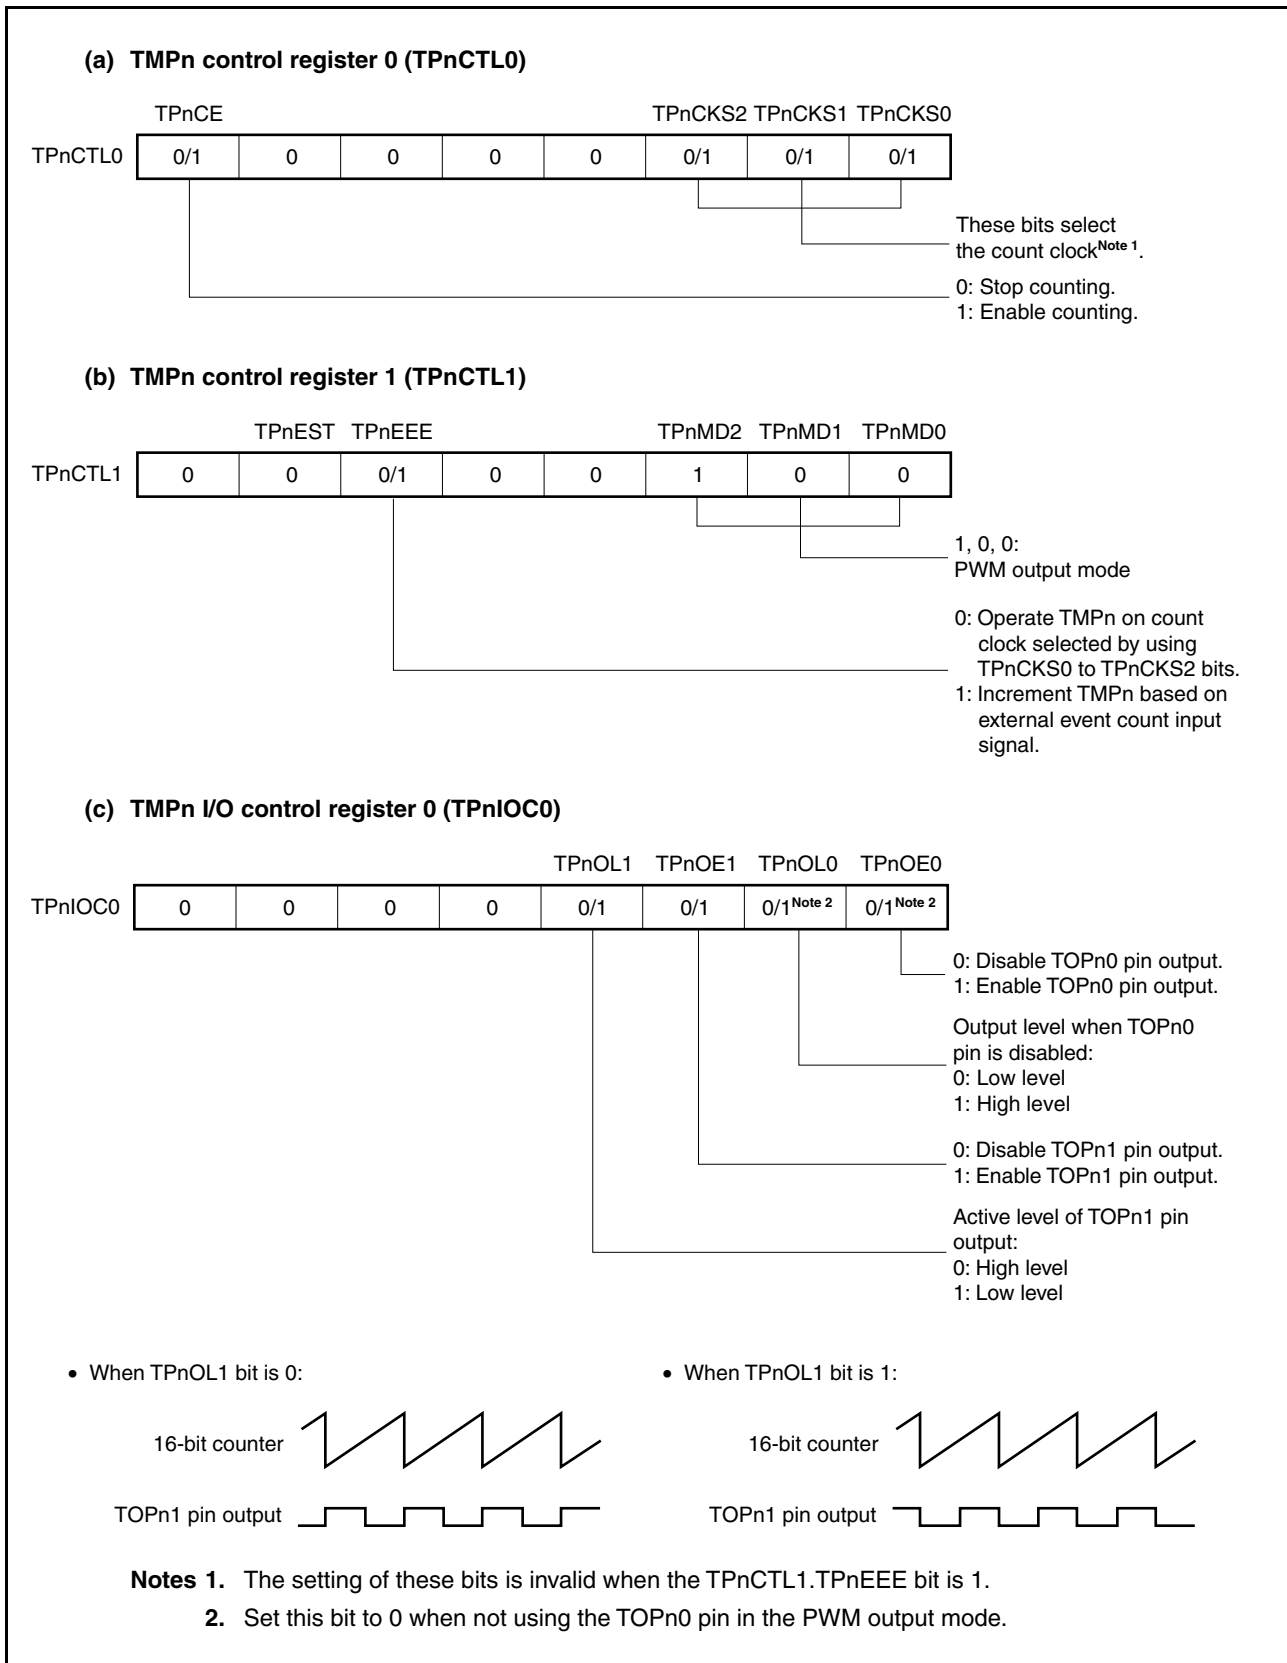 (a) TMPn control register 0 (TPnCTL0)
TPnCE TPnCKS2 TPnCKS1 TPnCKS0
TPnCTL0 0/1 0 0 0 0 0/1 0/1 0/1
These bits select
the count clockNote 1.
0: Stop counting.
1: Enable counting.
(b) TMPn control register 1 (TPnCTL1)
TPnEST TPnEEE TPnMD2 TPnMD1 TPnMD0
TPnCTL1 0 0 0/1 0 0 1 0 0
1, 0, 0:
PWM output mode
0: Operate TMPn on count
clock selected by using
TPnCKS0 to TPnCKS2 bits.
1: Increment TMPn based on
external event count input
signal.
(c) TMPn I/O control register 0 (TPnIOC0)
TPnOL1 TPnOE1 TPnOL0 TPnOE0
TPnIOC0 0 0 0 0 0/1 0/1 0/1Note 2 0/1Note 2
0: Disable TOPn0 pin output.
1: Enable TOPn0 pin output.
Output level when TOPn0
pin is disabled:
0: Low level
1: High level
0: Disable TOPn1 pin output.
1: Enable TOPn1 pin output.
Active level of TOPn1 pin
output:
0: High level
1: Low level
• When TPnOL1 bit is 0:
16-bit counter
TOPn1 pin output
• When TPnOL1 bit is 1:
16-bit counter
TOPn1 pin output
Notes 1. The setting of these bits is invalid when the TPnCTL1.TPnEEE bit is 1.
2. Set this bit to 0 when not using the TOPn0 pin in the PWM output mode.